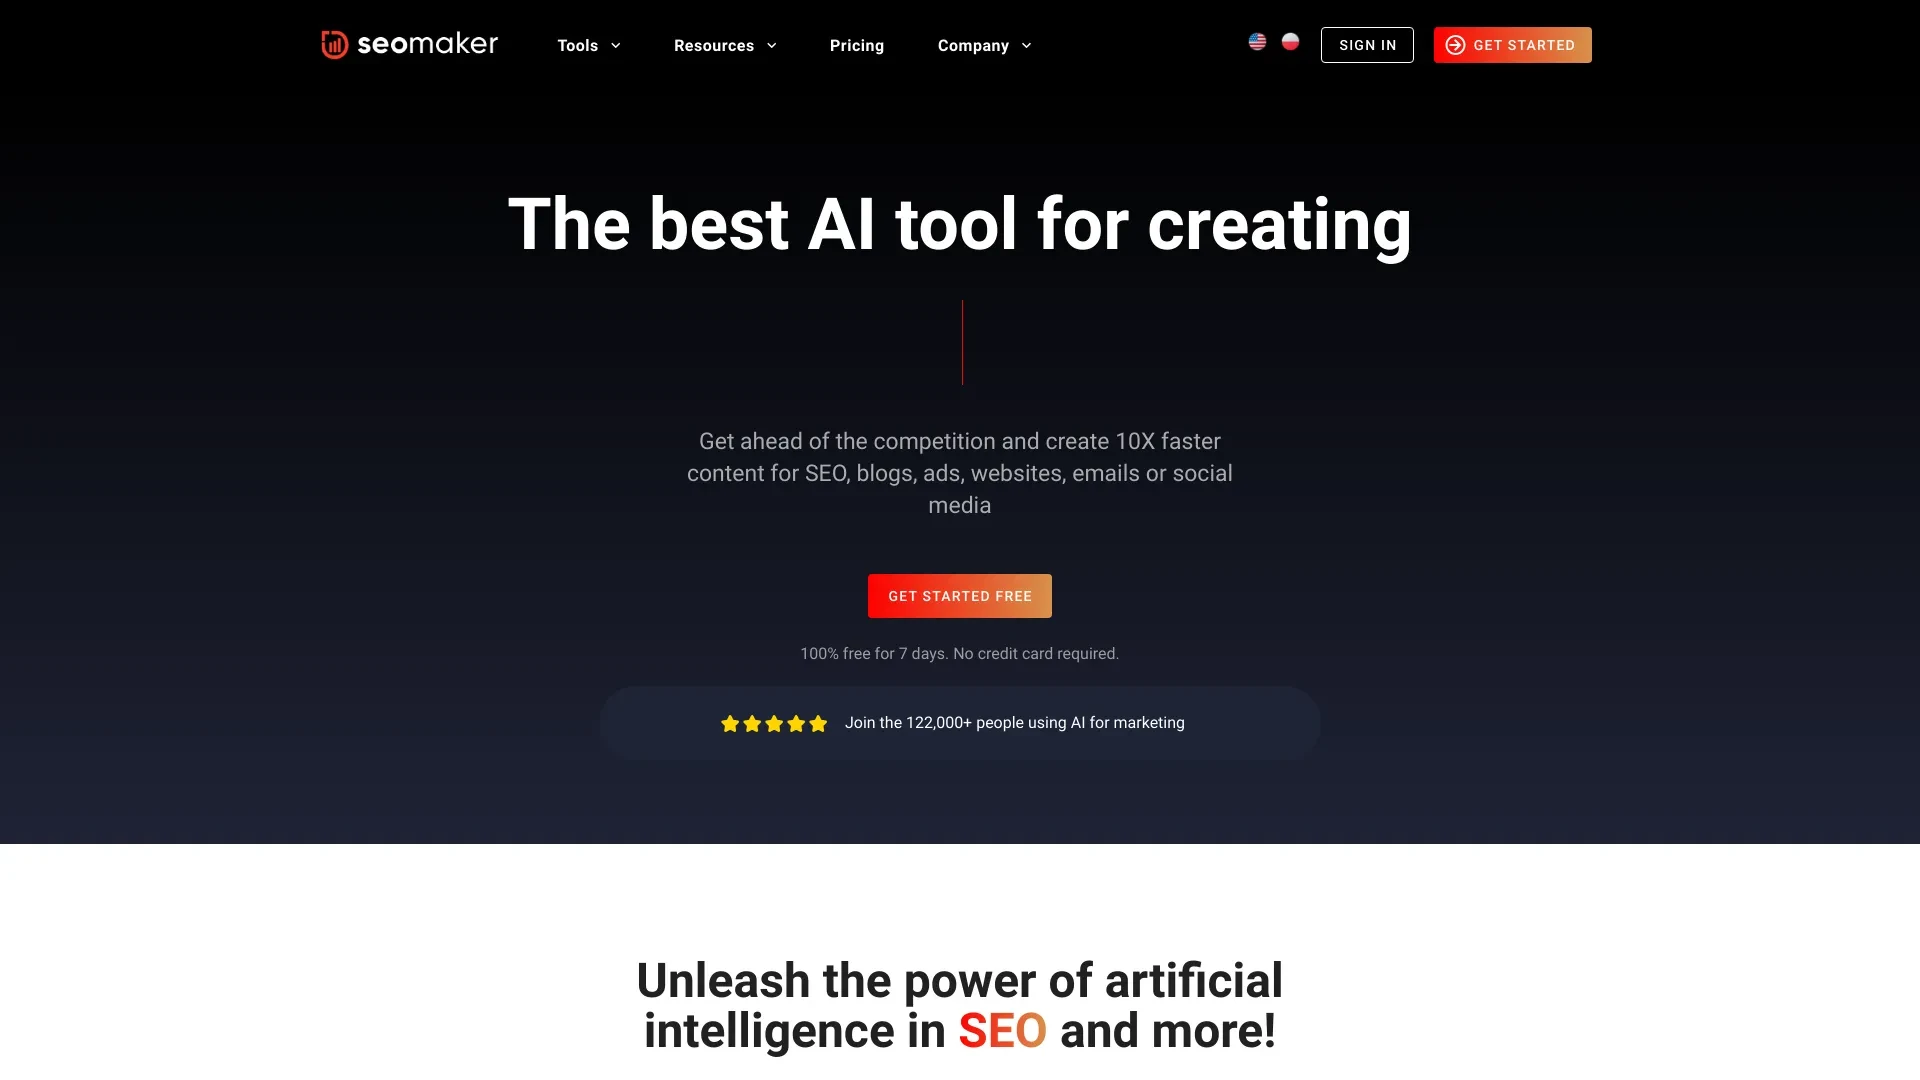 seomaker
Tools
Resources
Pricing
Company
SIGN IN
GET STARTED
The best AI tool for creating
Get ahead of the competition and create 10X faster
content for SEO, blogs, ads, websites, emails or social
media
GET STARTED FREE
100% free for 7 days. No credit card required.
Join the 122,000+ people using AI for marketing
Unleash the power of artificial
intelligence in SEO and more!